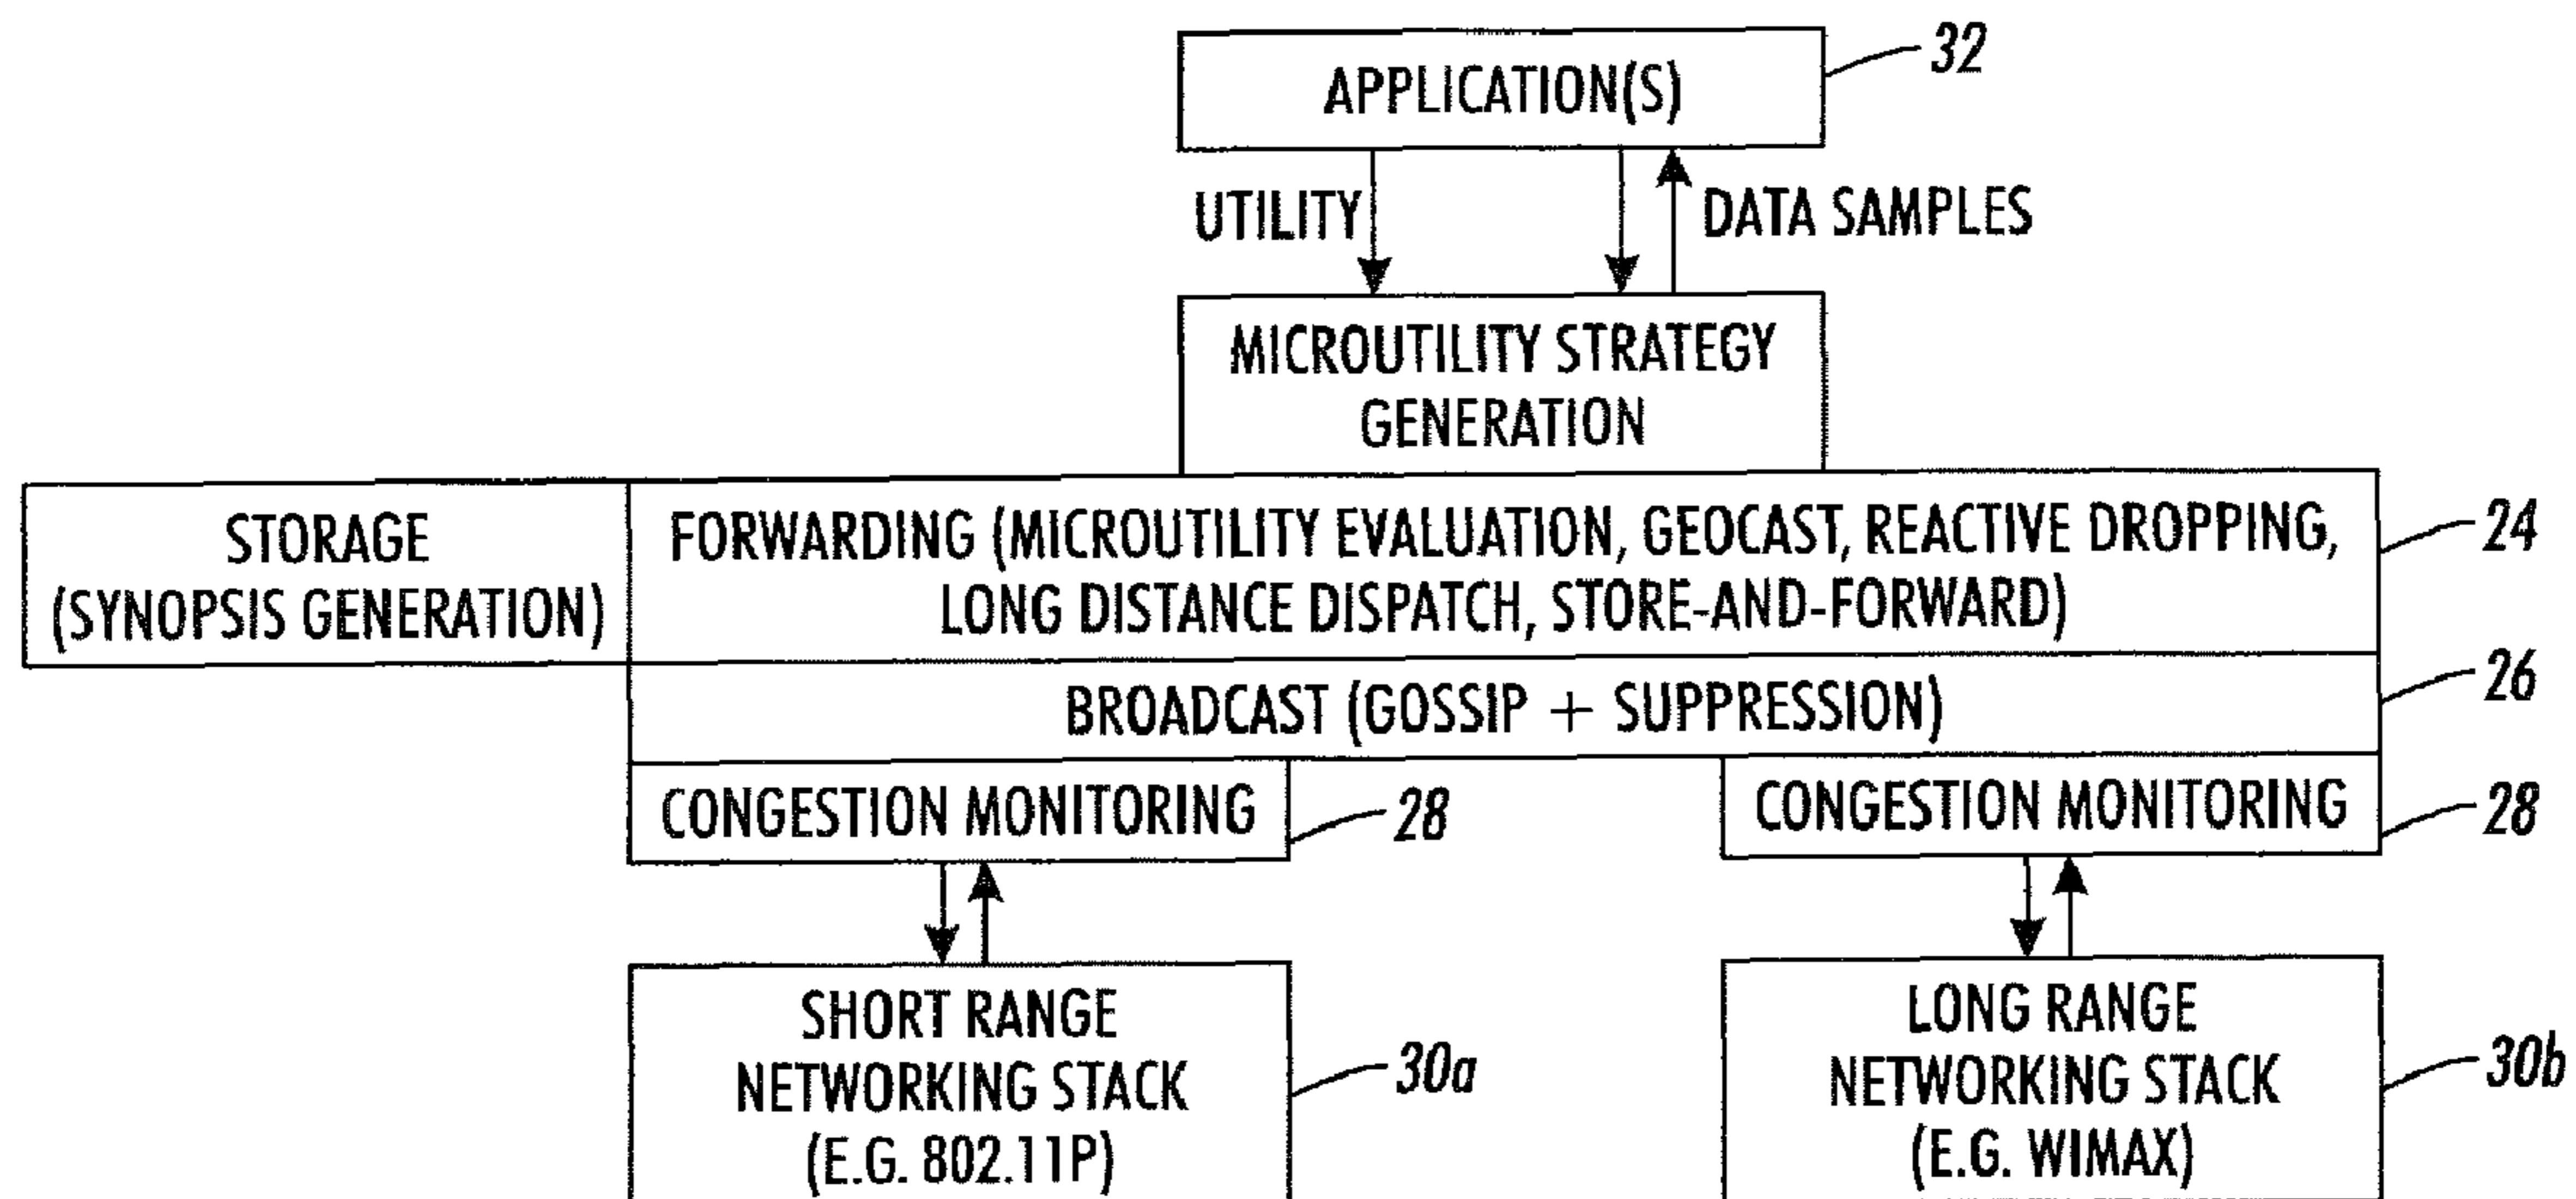 APPLICATION(S)
32
UTILITY
DATA SAMPLES
MICROUTILITY STRATEGY
GENERATION
STORAGE
(SYNOPSIS GENERATION)
FORWARDING (MICROUTILITY EVALUATION, GEOCAST, REACTIVE DROPPING,
LONG DISTANCE DISPATCH, STORE-AND-FORWARD)
24
BROADCAST (GOSSIP + SUPPRESSION)
26
CONGESTION MONITORING
28
CONGESTION MONITORING
28
SHORT RANGE
NETWORKING STACK
(E.G. 802.11P)
30a
LONG RANGE
NETWORKING STACK
(E.G. WIMAX)
30b